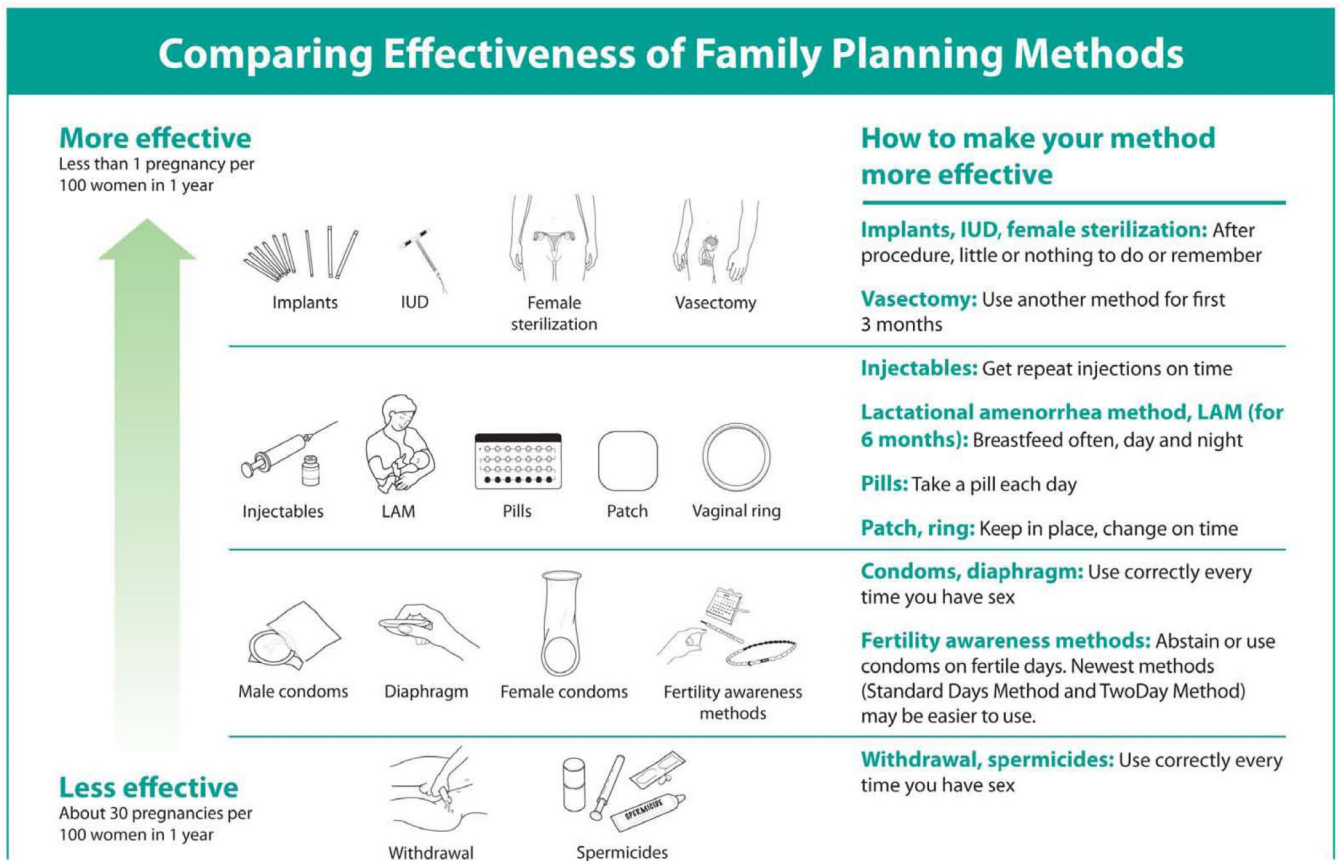 Comparing Effectiveness of Family Planning Methods
More effective
Less than 1 pregnancy per
100 women in 1 year
Implants
IUD
Female
sterilization
Vasectomy
How to make your method
more effective
Implants, IUD, female sterilization: After
procedure, little or nothing to do or remember
Vasectomy: Use another method for first
3 months
Injectables
LAM
Pills
Patch
Vaginal ring
Injectables: Get repeat injections on time
Lactational amenorrhea method, LAM (for
6 months): Breastfeed often, day and night
Pills: Take a pill each day
Patch, ring: Keep in place, change on time
Male condoms
Diaphragm
Female condoms
Fertility awareness
methods
Condoms, diaphragm: Use correctly every
time you have sex
Fertility awareness methods: Abstain or use
condoms on fertile days. Newest methods
(Standard Days Method and TwoDay Method)
may be easier to use.
Less effective
About 30 pregnancies per
100 women in 1 year
Withdrawal
SPERMICIDE
Spermicides
Withdrawal, spermicides: Use correctly every
time you have sex